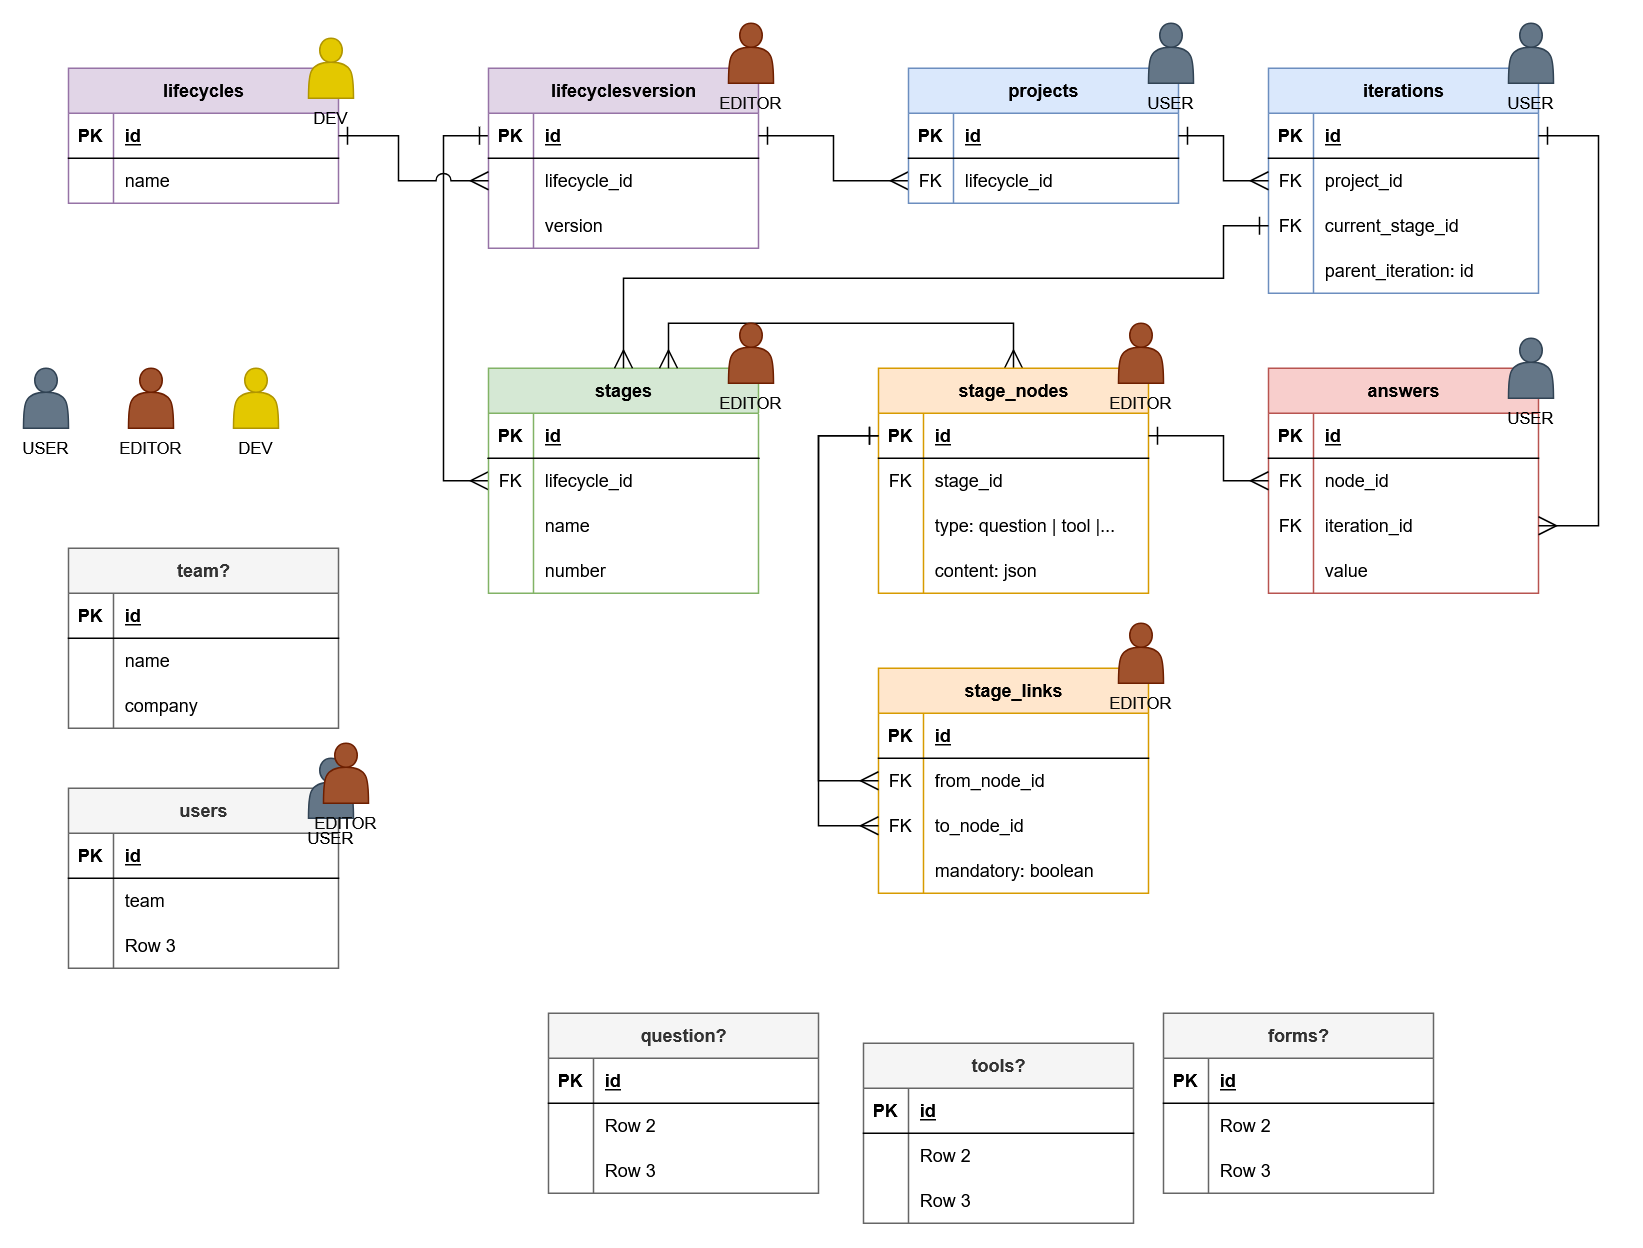 lifecycles
DEV
PK id
name
lifecyclesversion
EDITOR
PK id
lifecycle_id
version
projects
USER
PK id
FK lifecycle_id
iterations
USER
PK id
FK project_id
FK current_stage_id
parent_iteration: id
USER
EDITOR
DEV
stages
EDITOR
PK id
FK lifecycle_id
name
number
stage_nodes
EDITOR
PK id
FK stage_id
type: question | tool |...
content: json
answers
USER
PK id
FK node_id
FK iteration_id
value
team?
PK id
name
company
stage_links
EDITOR
PK id
FK from_node_id
FK to_node_id
mandatory: boolean
users
EDITOR
USER
PK id
team
Row 3
question?
PK id
Row 2
Row 3
tools?
PK id
Row 2
Row 3
forms?
PK id
Row 2
Row 3